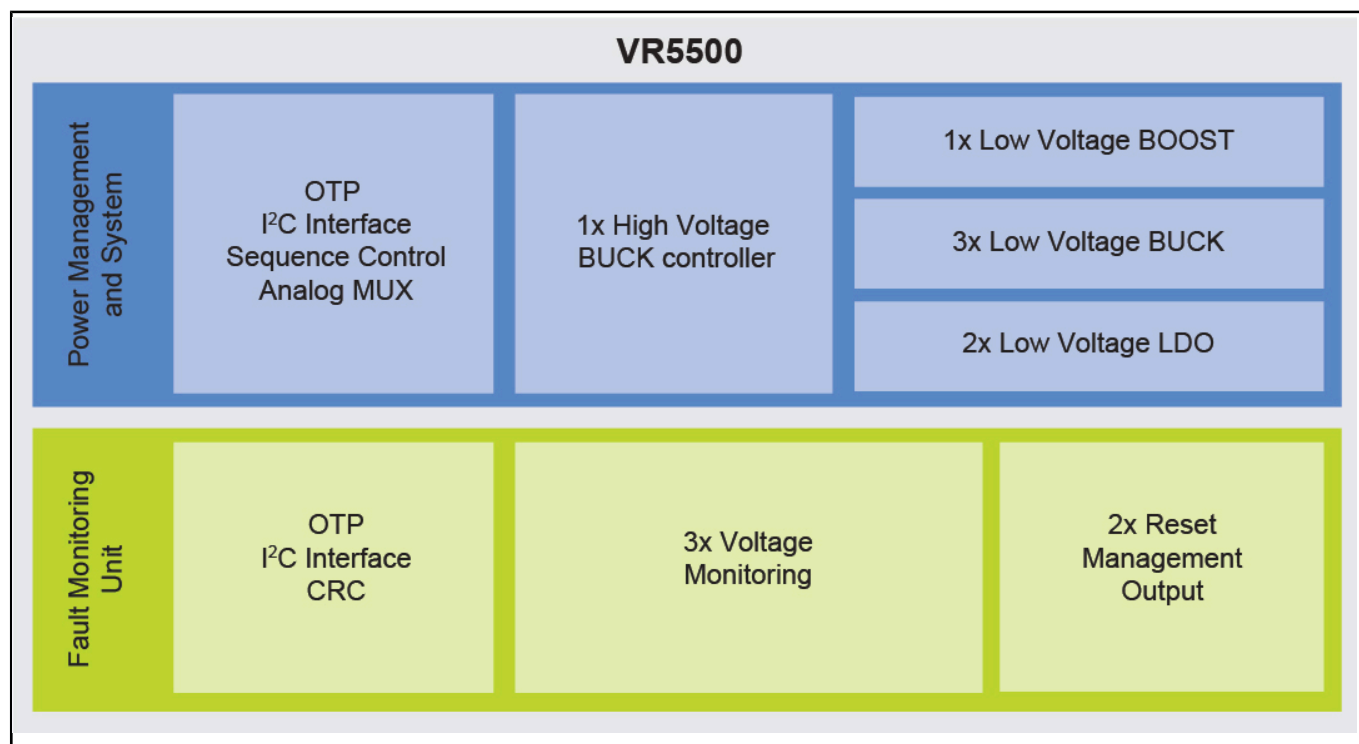 VR5500
Power Management
and System
OTP
I²C Interface
Sequence Control
Analog MUX
1x High Voltage
BUCK controller
1x Low Voltage BOOST
3x Low Voltage BUCK
2x Low Voltage LDO
Fault Monitoring
Unit
OTP
I²C Interface
CRC
3x Voltage
Monitoring
2x Reset
Management
Output